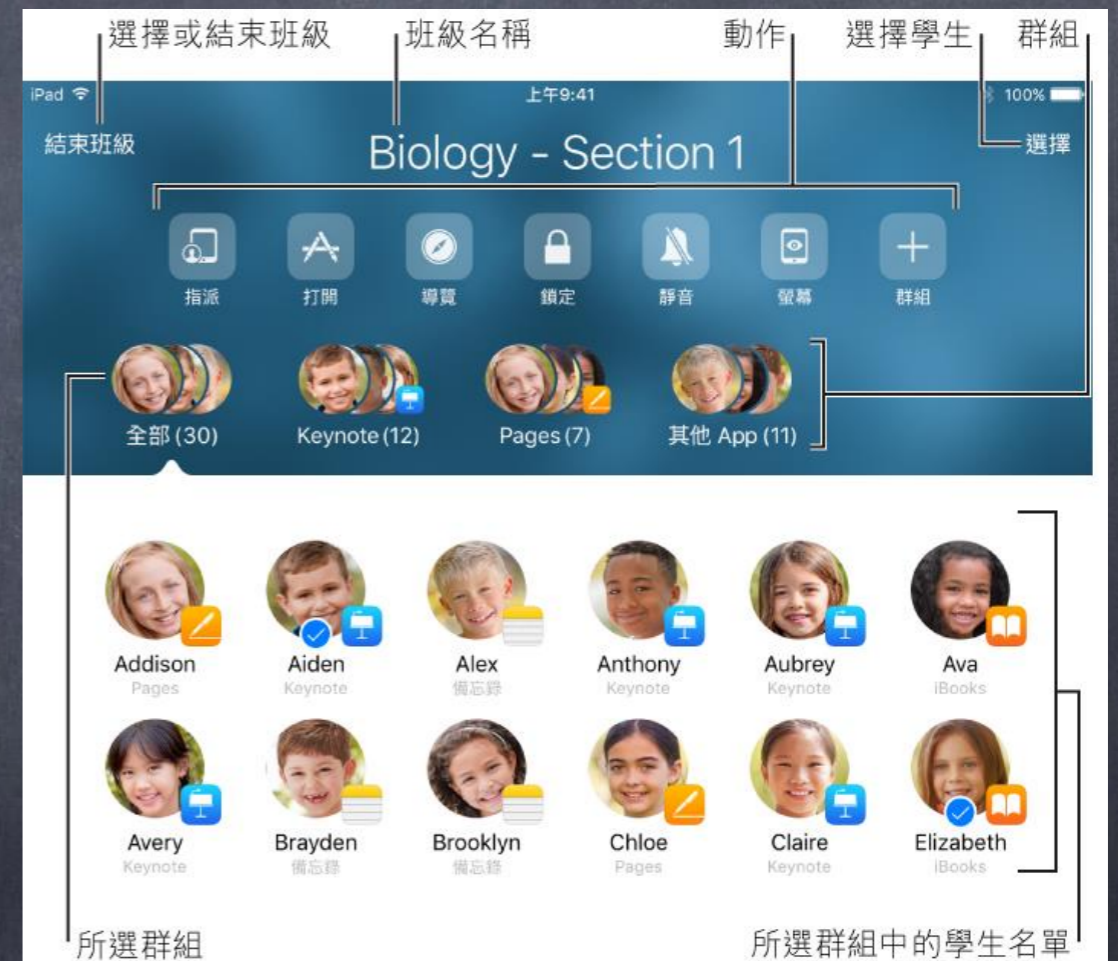 選擇或結束班級 班級名稱 動作 選擇學生 群組
iPad 上午9:41 100%
結束班級 Biology - Section 1 選擇
指派 打開 導覽 鎖定 靜音 螢幕 群組
全部 (30) Keynote (12) Pages (7) 其他 App (11)
Addison Aiden Alex Anthony Aubrey Ava
Pages Keynote 備忘錄 Keynote Keynote iBooks
Avery Brayden Brooklyn Chloe Claire Elizabeth
Keynote 備忘錄 備忘錄 Pages Keynote iBooks
所選群組 所選群組中的學生名單